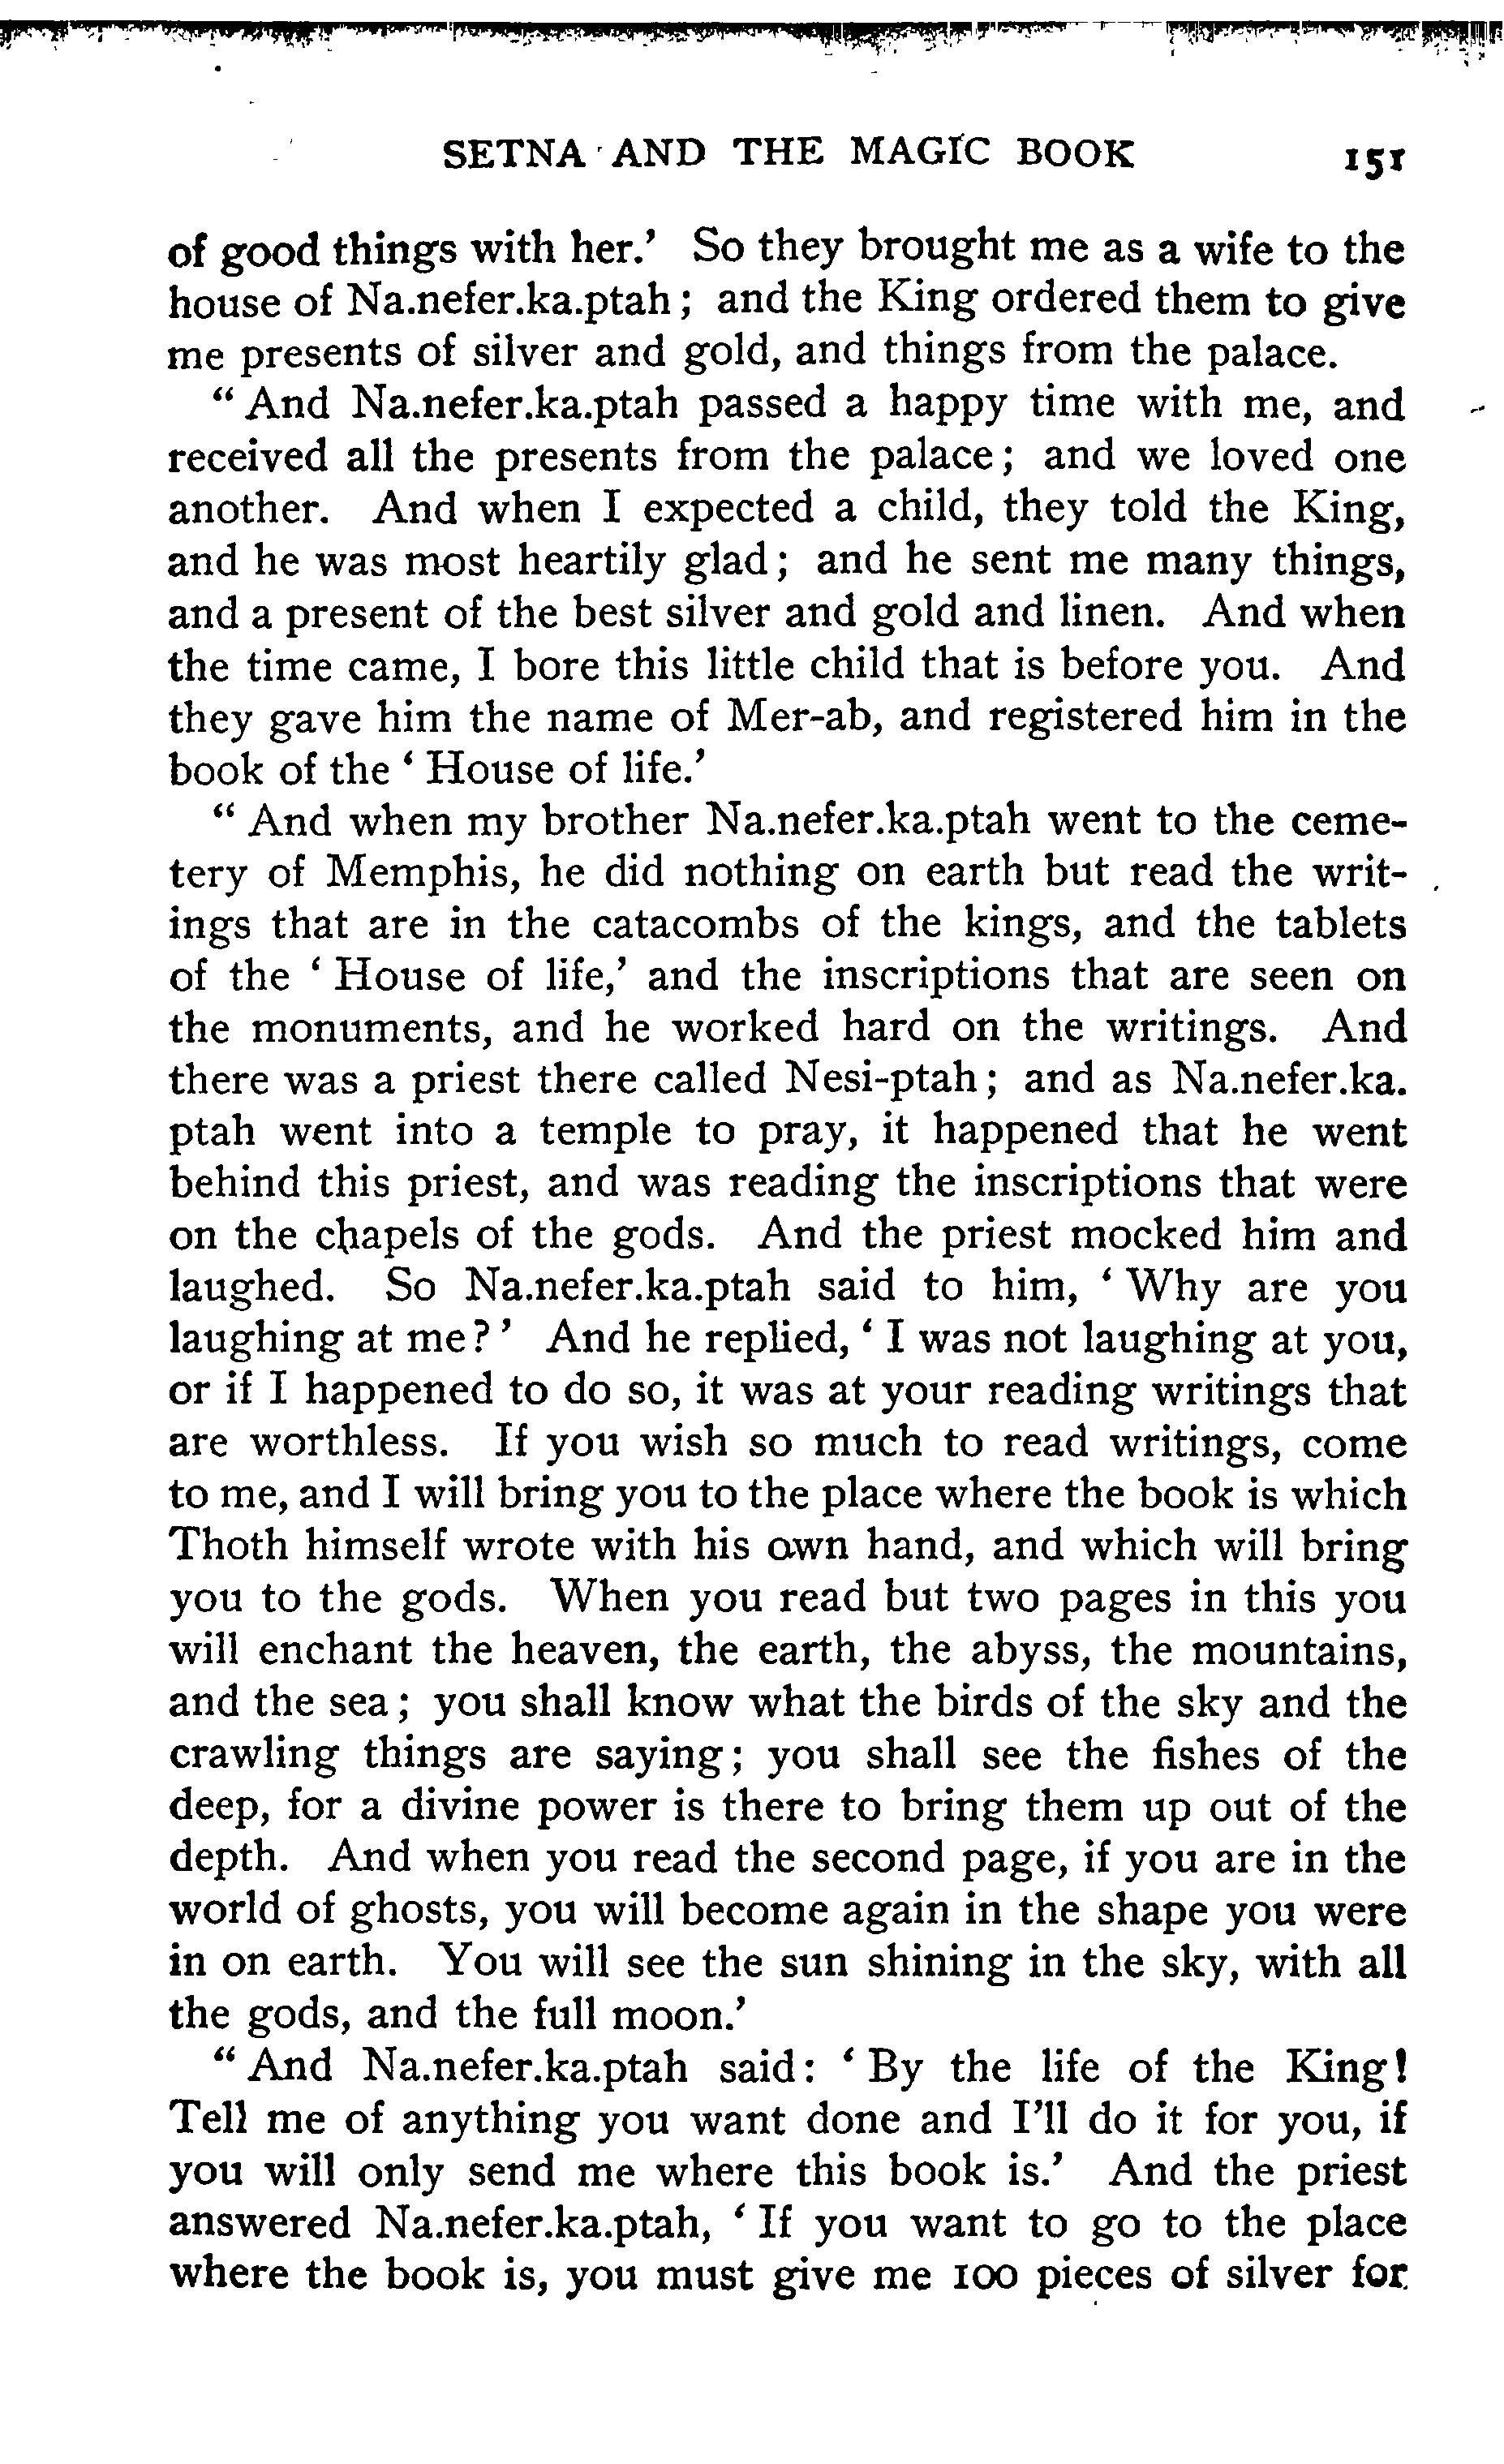 SETNA AND THE MAGIC BOOK 151
of good things with her.' So they brought me as a wife to the
house of Na.nefer.ka.ptah; and the King ordered them to give
me presents of silver and gold, and things from the palace.
"And Na.nefer.ka.ptah passed a happy time with me, and
received all the presents from the palace; and we loved one
another. And when I expected a child, they told the King,
and he was most heartily glad; and he sent me many things,
and a present of the best silver and gold and linen. And when
the time came, I bore this little child that is before you. And
they gave him the name of Mer-ab, and registered him in the
book of the 'House of life.'
"And when my brother Na.nefer.ka.ptah went to the ceme-
tery of Memphis, he did nothing on earth but read the writ-
ings that are in the catacombs of the kings, and the tablets
of the 'House of life,' and the inscriptions that are seen on
the monuments, and he worked hard on the writings. And
there was a priest there called Nesi-ptah; and as Na.nefer.ka.
ptah went into a temple to pray, it happened that he went
behind this priest, and was reading the inscriptions that were
on the chapels of the gods. And the priest mocked him and
laughed. So Na.nefer.ka.ptah said to him, 'Why are you
laughing at me?' And he replied, 'I was not laughing at you,
or if I happened to do so, it was at your reading writings that
are worthless. If you wish so much to read writings, come
to me, and I will bring you to the place where the book is which
Thoth himself wrote with his own hand, and which will bring
you to the gods. When you read but two pages in this you
will enchant the heaven, the earth, the abyss, the mountains,
and the sea; you shall know what the birds of the sky and the
crawling things are saying; you shall see the fishes of the
deep, for a divine power is there to bring them up out of the
depth. And when you read the second page, if you are in the
world of ghosts, you will become again in the shape you were
in on earth. You will see the sun shining in the sky, with all
the gods, and the full moon.'
"And Na.nefer.ka.ptah said: 'By the life of the King!
Tell me of anything you want done and I'll do it for you, if
you will only send me where this book is.' And the priest
answered Na.nefer.ka.ptah, 'If you want to go to the place
where the book is, you must give me 100 pieces of silver for